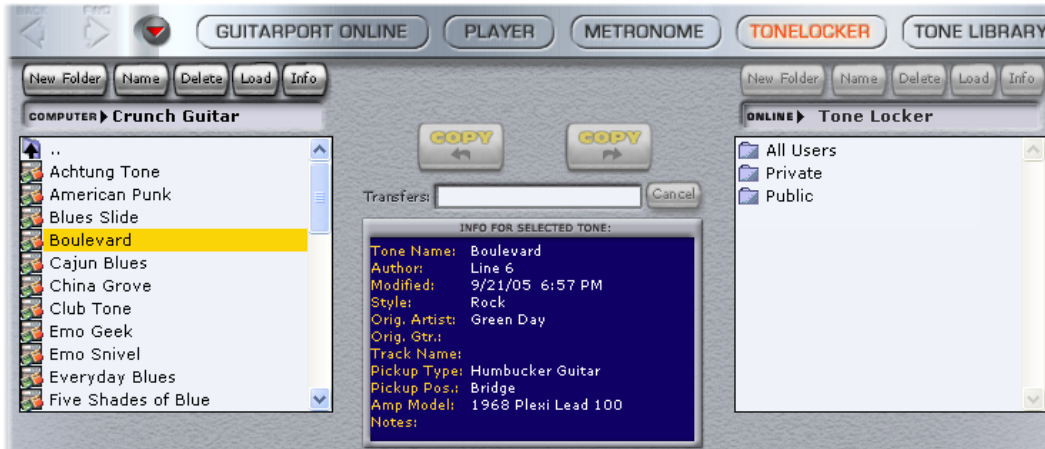 BACK FWD
GUITARPORT ONLINE PLAYER METRONOME TONELOCKER TONE LIBRARY
New Folder Name Delete Load Info
New Folder Name Delete Load Info
COMPUTER Crunch Guitar
ONLINE Tone Locker
COPY COPY
..
Achtung Tone
American Punk
Blues Slide
Boulevard
Cajun Blues
China Grove
Club Tone
Emo Geek
Emo Snivel
Everyday Blues
Five Shades of Blue
Transfers: Cancel
INFO FOR SELECTED TONE:
Tone Name: Boulevard
Author: Line 6
Modified: 9/21/05 6:57 PM
Style: Rock
Orig. Artist: Green Day
Orig. Gtr.:
Track Name:
Pickup Type: Humbucker Guitar
Pickup Pos.: Bridge
Amp Model: 1968 Plexi Lead 100
Notes:
All Users
Private
Public